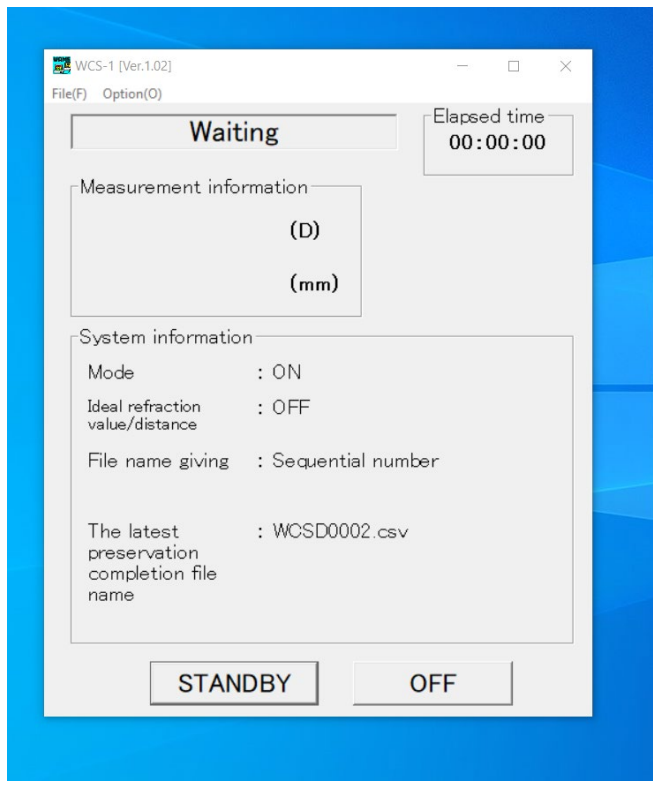 WCS-1 [Ver.1.02]
File(F) Option(O)
Waiting
Elapsed time
00:00:00
Measurement information
(D)
(mm)
System information
Mode : ON
Ideal refraction
value/distance : OFF
File name giving : Sequential number
The latest : WCSD0002.csv
preservation
completion file
name
STANDBY OFF